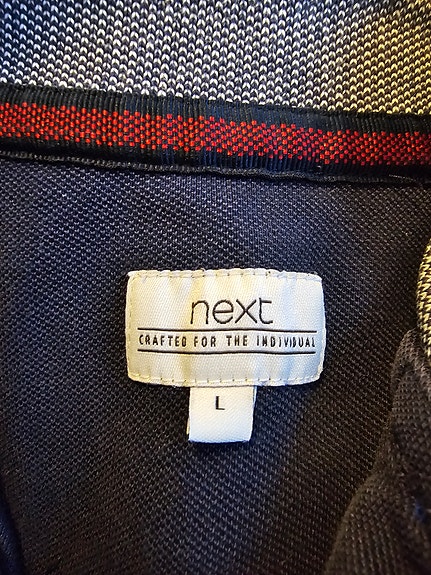 next
CRAFTED FOR THE INDIVIDUAL
L